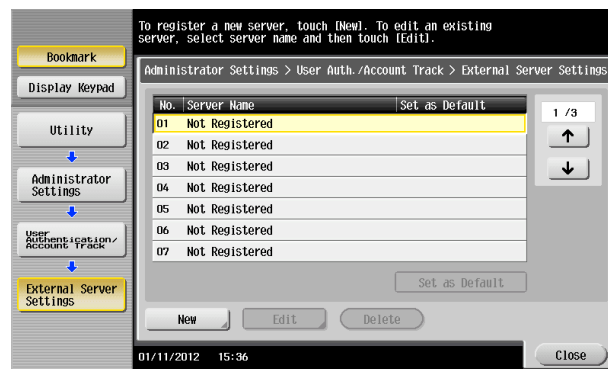 To register a new server, touch [New]. To edit an existing
server, select server name and then touch [Edit].
Bookmark
Display Keypad
Utility
Administrator
Settings
User
Authentication/
Account Track
External Server
Settings
Administrator Settings > User Auth./Account Track > External Server Settings
No. Server Name Set as Default
01 Not Registered
02 Not Registered
03 Not Registered
04 Not Registered
05 Not Registered
06 Not Registered
07 Not Registered
1 /3
↑
↓
Set as Default
New Edit Delete
01/11/2012 15:36
Close